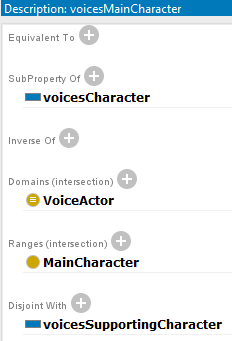 Description: voicesMainCharacter
Equivalent To
SubProperty Of
voicesCharacter
Inverse Of
Domains (intersection)
VoiceActor
Ranges (intersection)
MainCharacter
Disjoint With
voicesSupportingCharacter